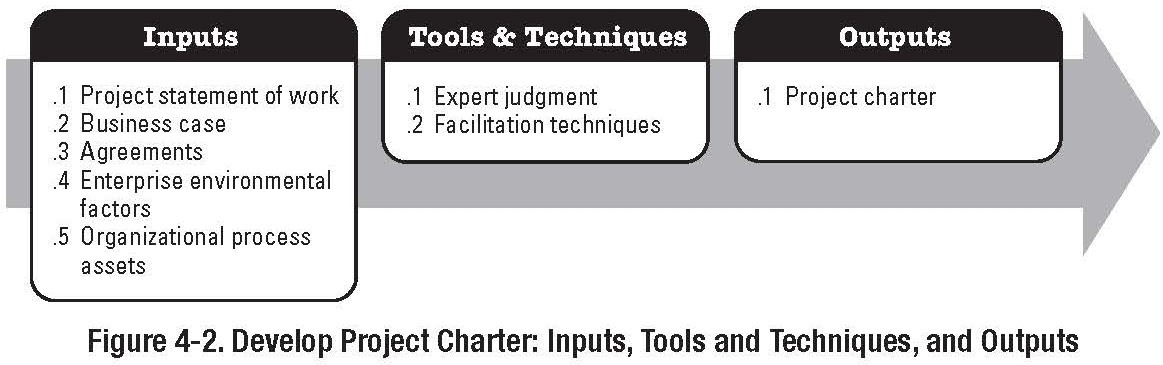 Inputs
.1 Project statement of work
.2 Business case
.3 Agreements
.4 Enterprise environmental
factors
.5 Organizational process
assets
Tools & Techniques
.1 Expert judgment
.2 Facilitation techniques
Outputs
.1 Project charter
Figure 4-2. Develop Project Charter: Inputs, Tools and Techniques, and Outputs